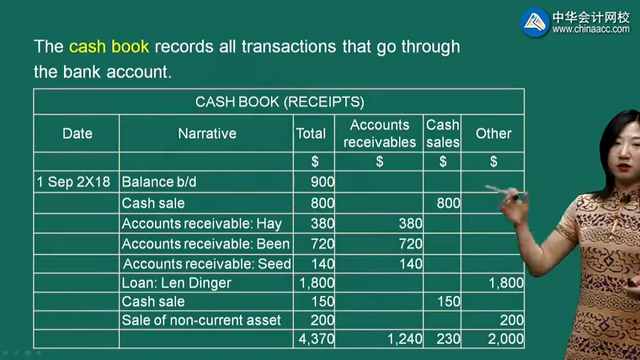 中华会计网校
www.chinaacc.com
The cash book records all transactions that go through
the bank account.
CASH BOOK (RECEIPTS)
Date Narrative Total Accounts receivables Cash sales Other
$ $ $ $
1 Sep 2X18 Balance b/d 900
Cash sale 800 800
Accounts receivable: Hay 380 380
Accounts receivable: Been 720 720
Accounts receivable: Seed 140 140
Loan: Len Dinger 1,800 1,800
Cash sale 150 150
Sale of non-current asset 200 200
4,370 1,240 230 2,000